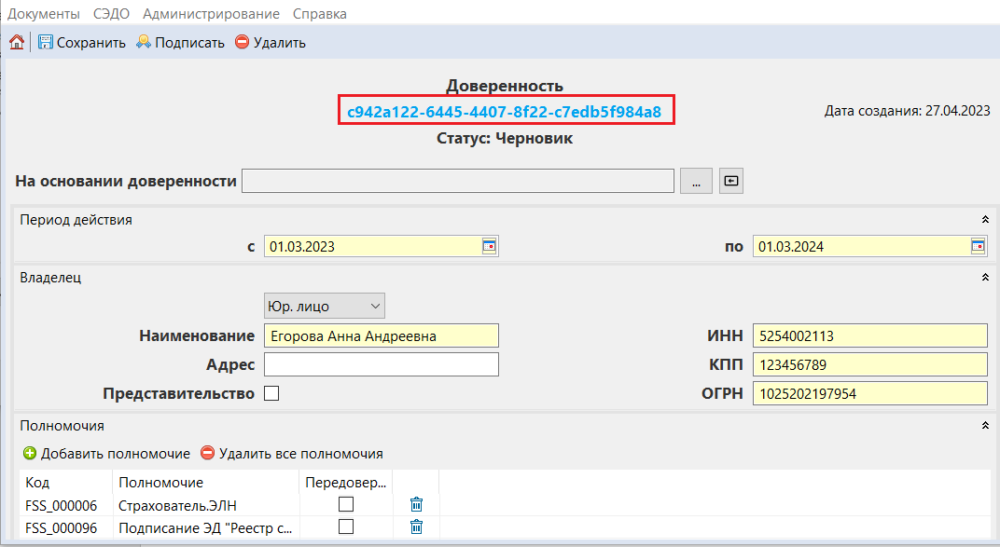 Документы СЭДО Администрирование Справка
Сохранить Подписать Удалить
Доверенность
c942a122-6445-4407-8f22-c7edb5f984a8
Дата создания: 27.04.2023
Статус: Черновик
На основании доверенности ...
Период действия
с 01.03.2023 по 01.03.2024
Владелец
Юр. лицо
Наименование Егорова Анна Андреевна ИНН 5254002113
Адрес КПП 123456789
Представительство ОГРН 1025202197954
Полномочия
Добавить полномочие Удалить все полномочия
Код Полномочие Передовер...
FSS_000006 Страхователь.ЭЛН
FSS_000096 Подписание ЭД "Реестр с...